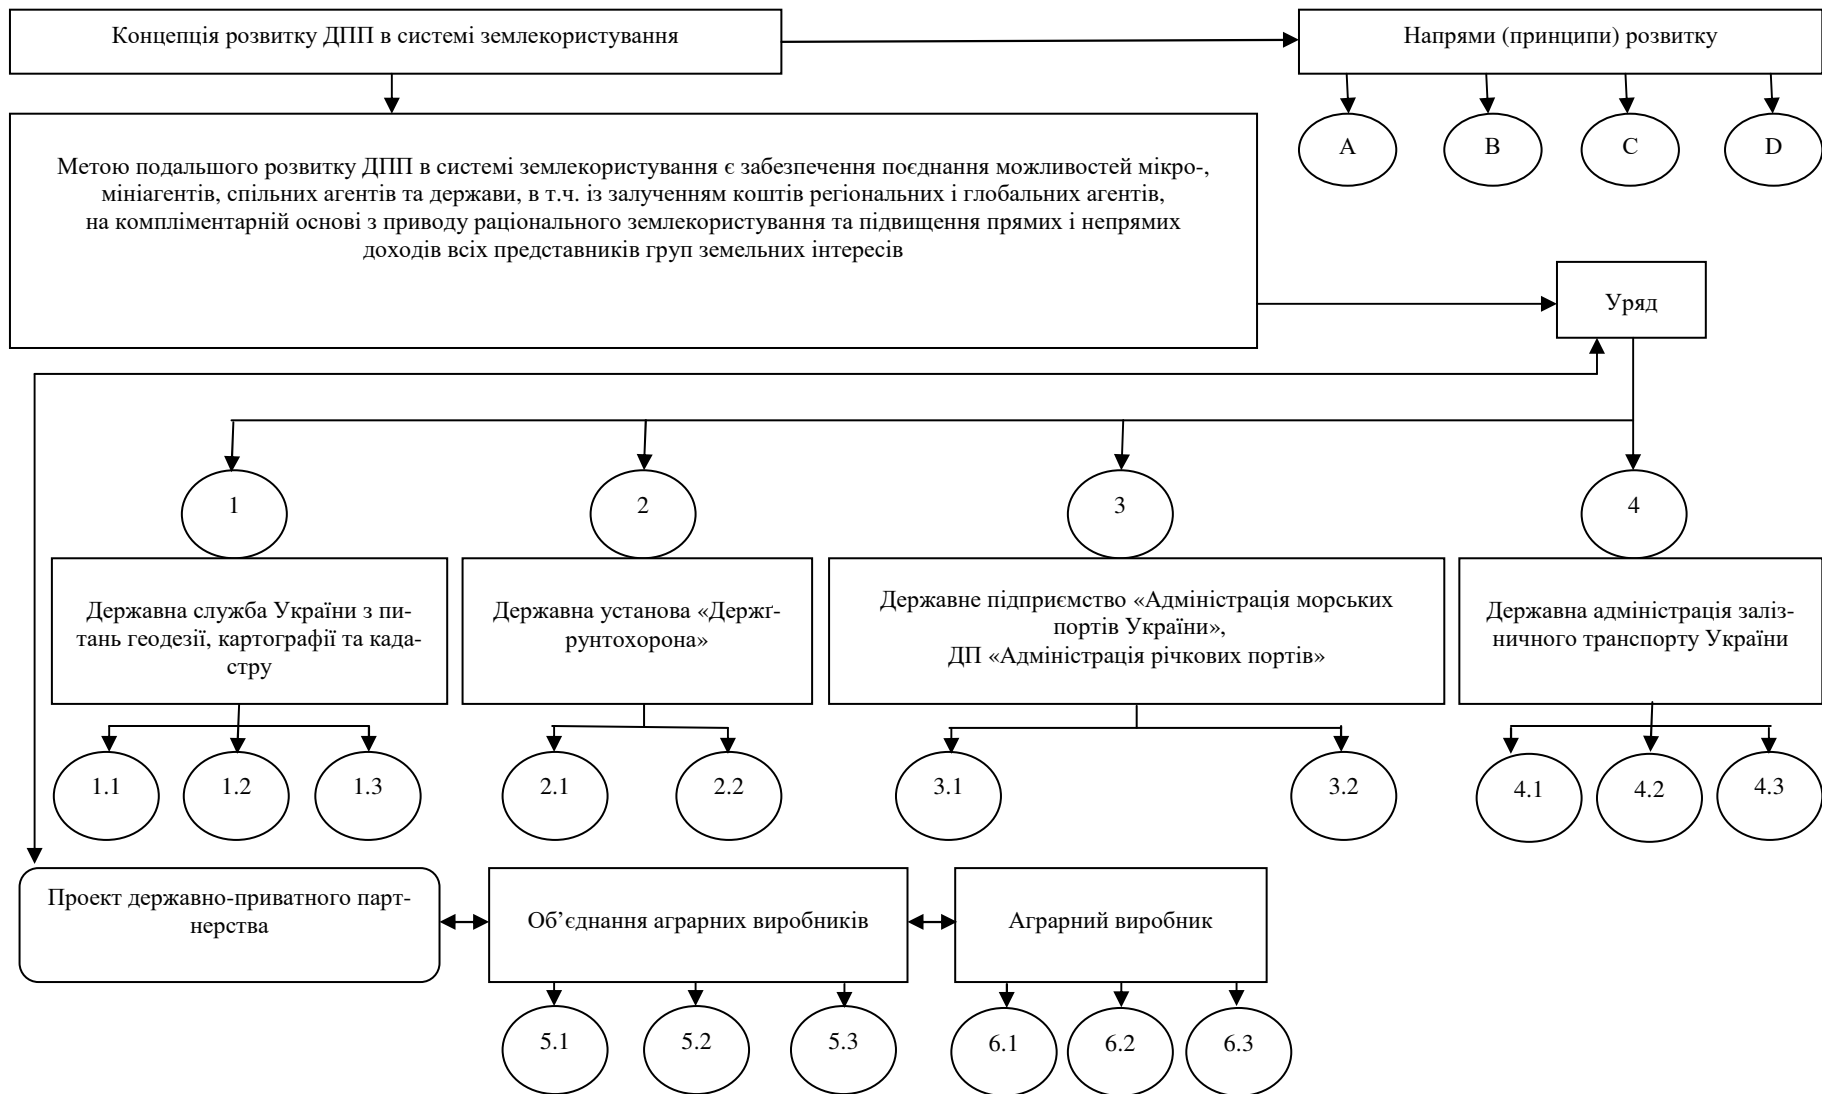 Концепція розвитку ДПП в системі землекористування
Напрями (принципи) розвитку
A
B
C
D
Метою подальшого розвитку ДПП в системі землекористування є забезпечення поєднання можливостей мікро-,
мініагентів, спільних агентів та держави, в т.ч. із залученням коштів регіональних і глобальних агентів,
на компліментарній основі з приводу раціонального землекористування та підвищення прямих і непрямих
доходів всіх представників груп земельних інтересів
Уряд
1
2
3
4
Державна служба України з пи-
тань геодезії, картографії та када-
стру
Державна установа «Держґ-
рунтохорона»
Державне підприємство «Адміністрація морських
портів України»,
ДП «Адміністрація річкових портів»
Державна адміністрація заліз-
ничного транспорту України
1.1
1.2
1.3
2.1
2.2
3.1
3.2
4.1
4.2
4.3
Проект державно-приватного парт-
нерства
Об’єднання аграрних виробників
Аграрний виробник
5.1
5.2
5.3
6.1
6.2
6.3